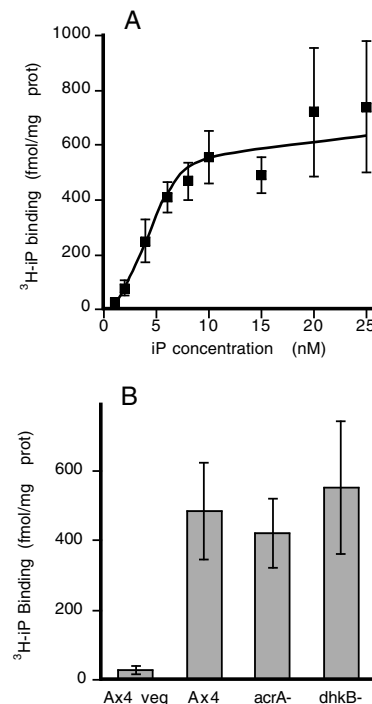 A
1000
800
600
400
200
0
³H-iP binding (fmol/mg prot)
0 5 10 15 20 25
iP concentration (nM)
B
600
400
200
0
³H-iP Binding (fmol/mg prot)
Ax4 veg Ax4 acrA- dhkB-